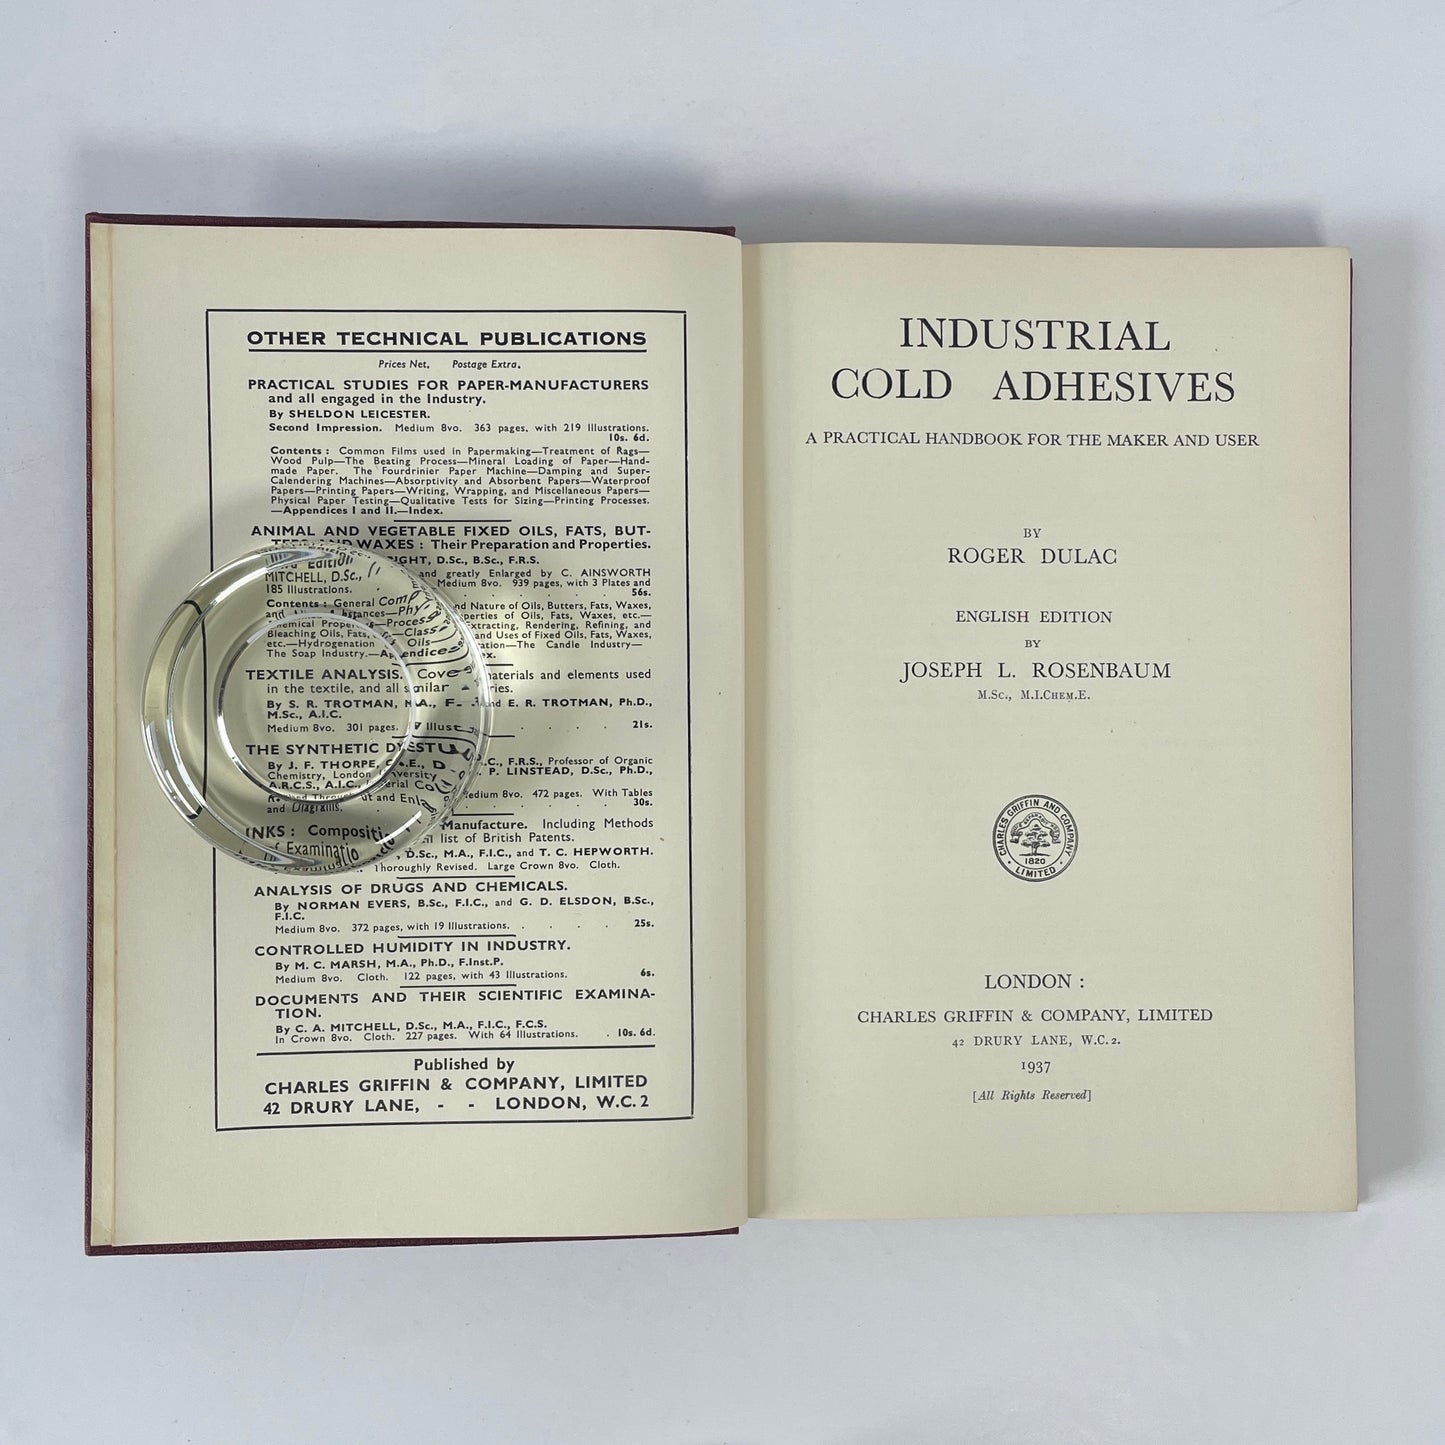 OTHER TECHNICAL PUBLICATIONS
Prices Net. Postage Extra.
PRACTICAL STUDIES FOR PAPER-MANUFACTURERS
and all engaged in the Industry.
By SHELDON LEICESTER.
Second Impression. Medium 8vo. 363 pages, with 219 Illustrations.
10s. 6d.
Contents : Common Films used in Papermaking—Treatment of Rags—
Wood Pulp—The Beating Process—Mineral Loading of Paper—Hand-
made Paper. The Fourdrinier Paper Machine—Damping and Super-
Calendering Machines—Absorptivity and Absorbent Papers—Waterproof
Papers—Printing Papers—Writing, Wrapping, and Miscellaneous Papers—
Physical Paper Testing—Qualitative Tests for Sizing—Printing Processes.
—Appendices I and II.—Index.
ANIMAL AND VEGETABLE FIXED OILS, FATS, BUT-
AND WAXES : Their Preparation and Properties.
D.Sc., B.Sc., F.R.S.
Edition and greatly Enlarged by C. AINSWORTH
MITCHELL, D.Sc., Medium 8vo. 939 pages, with 3 Plates and
185 Illustrations. 56s.
Contents : General and Nature of Oils, Butters, Fats, Waxes,
and of Oils, Fats, Waxes, etc.—
Extracting, Rendering, Refining, and
Bleaching Oils, Fats, and Uses of Fixed Oils, Fats, Waxes,
etc.—Hydrogenation Oils The Candle Industry—
The Soap Industry.
TEXTILE ANALYSIS. materials and elements used
in the textile, and all similar
By S. R. TROTMAN, M.A., and E. R. TROTMAN, Ph.D.,
M.Sc., A.I.C.
Medium 8vo. 301 pages. 21s.
THE SYNTHETIC
By J. F. THORPE, F.R.S., Professor of Organic
Chemistry, London LINSTEAD, D.Sc., Ph.D.,
A.R.C.S., A.I.C.,
and Medium 8vo. 472 pages. With Tables
and Diagrams. 30s.
INKS : Manufacture. Including Methods
of list of British Patents.
D.Sc., M.A., F.I.C., and T. C. HEPWORTH.
Thoroughly Revised. Large Crown 8vo. Cloth.
ANALYSIS OF DRUGS AND CHEMICALS.
By NORMAN EVERS, B.Sc., F.I.C., and G. D. ELSDON, B.Sc.,
F.I.C.
Medium 8vo. 372 pages, with 19 Illustrations. . . . . 25s.
CONTROLLED HUMIDITY IN INDUSTRY.
By M. C. MARSH, M.A., Ph.D., F.Inst.P.
Medium 8vo. Cloth. 122 pages, with 43 Illustrations. 6s.
DOCUMENTS AND THEIR SCIENTIFIC EXAMINA-
TION.
By C. A. MITCHELL, D.Sc., M.A., F.I.C., F.C.S.
In Crown 8vo. Cloth. 227 pages. With 64 Illustrations. . 10s. 6d.
Published by
CHARLES GRIFFIN & COMPANY, LIMITED
42 DRURY LANE, - - LONDON, W.C. 2
INDUSTRIAL
COLD ADHESIVES
A PRACTICAL HANDBOOK FOR THE MAKER AND USER
BY
ROGER DULAC
ENGLISH EDITION
BY
JOSEPH L. ROSENBAUM
M.Sc., M.I.Chem.E.
CHARLES GRIFFIN AND COMPANY
1820
LIMITED
LONDON :
CHARLES GRIFFIN & COMPANY, LIMITED
42 DRURY LANE, W.C.2.
1937
[All Rights Reserved]